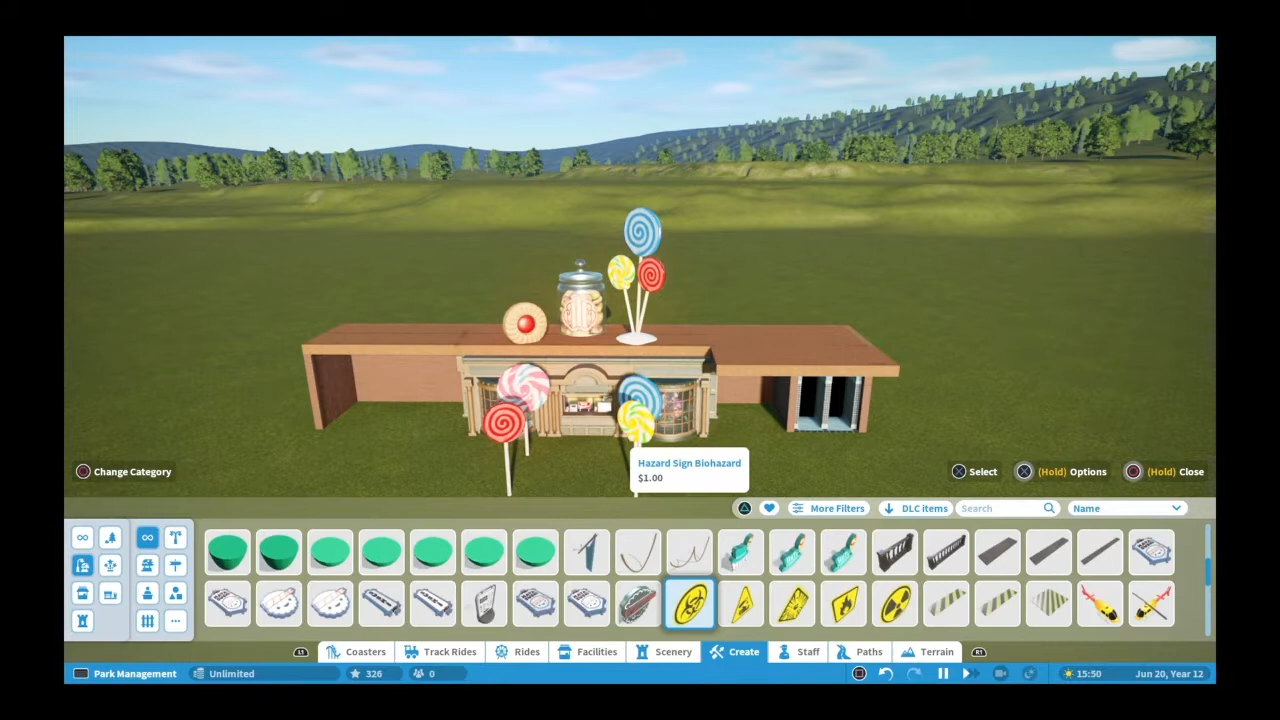 Hazard Sign Biohazard
$1.00
Change Category
Select
(Hold) Options
(Hold) Close
More Filters
DLC items
Search
Name
L1
Coasters
Track Rides
Rides
Facilities
Scenery
Create
Staff
Paths
Terrain
R1
Park Management
Unlimited
326
0
15:50
Jun 20, Year 12